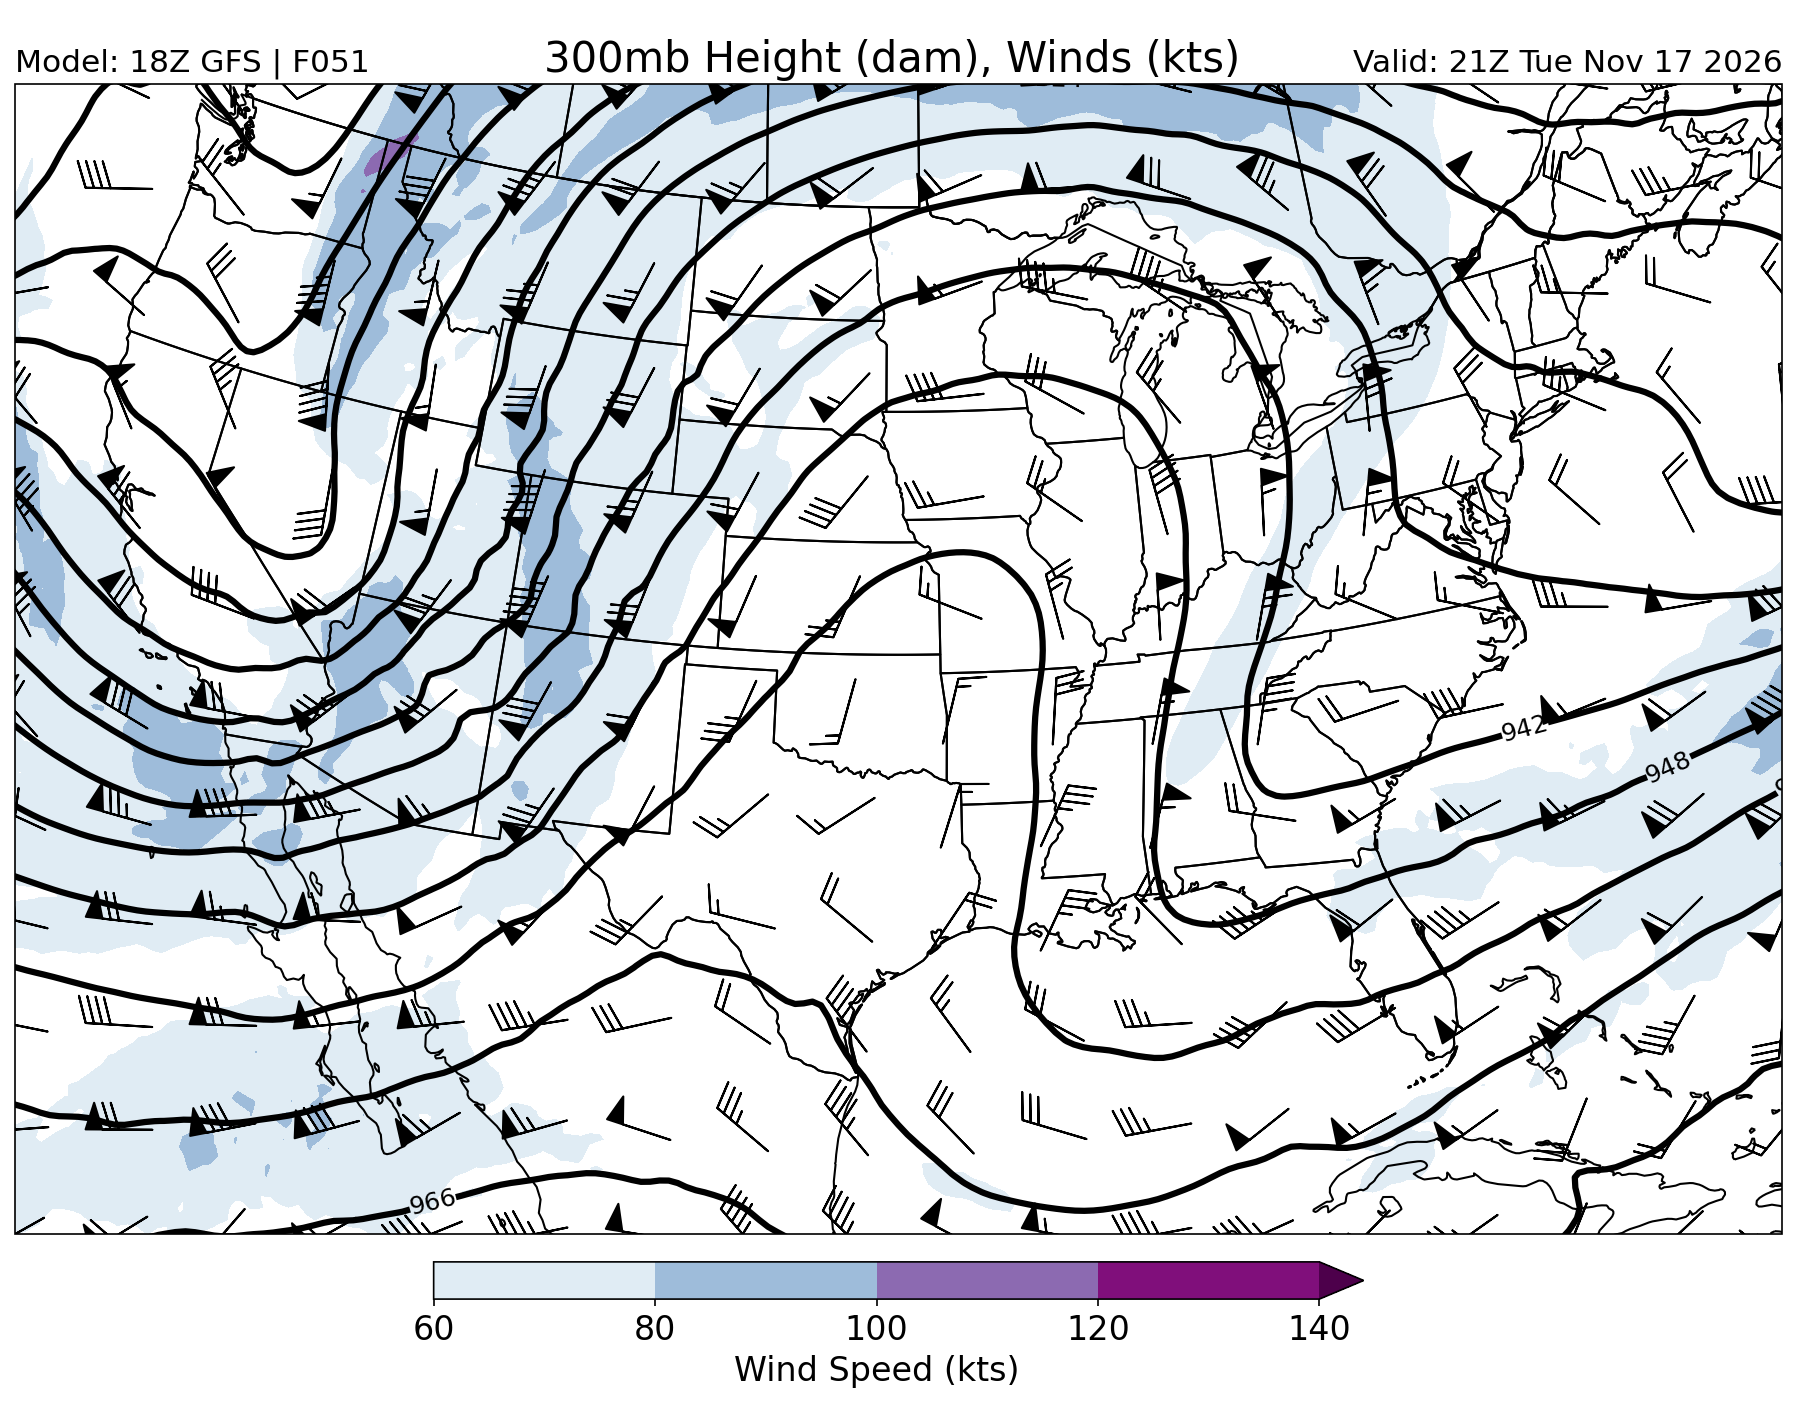 Model: 18Z GFS | F051
300mb Height (dam), Winds (kts)
Valid: 21Z Tue Nov 17 2026
942
948
966
60 80 100 120 140
Wind Speed (kts)